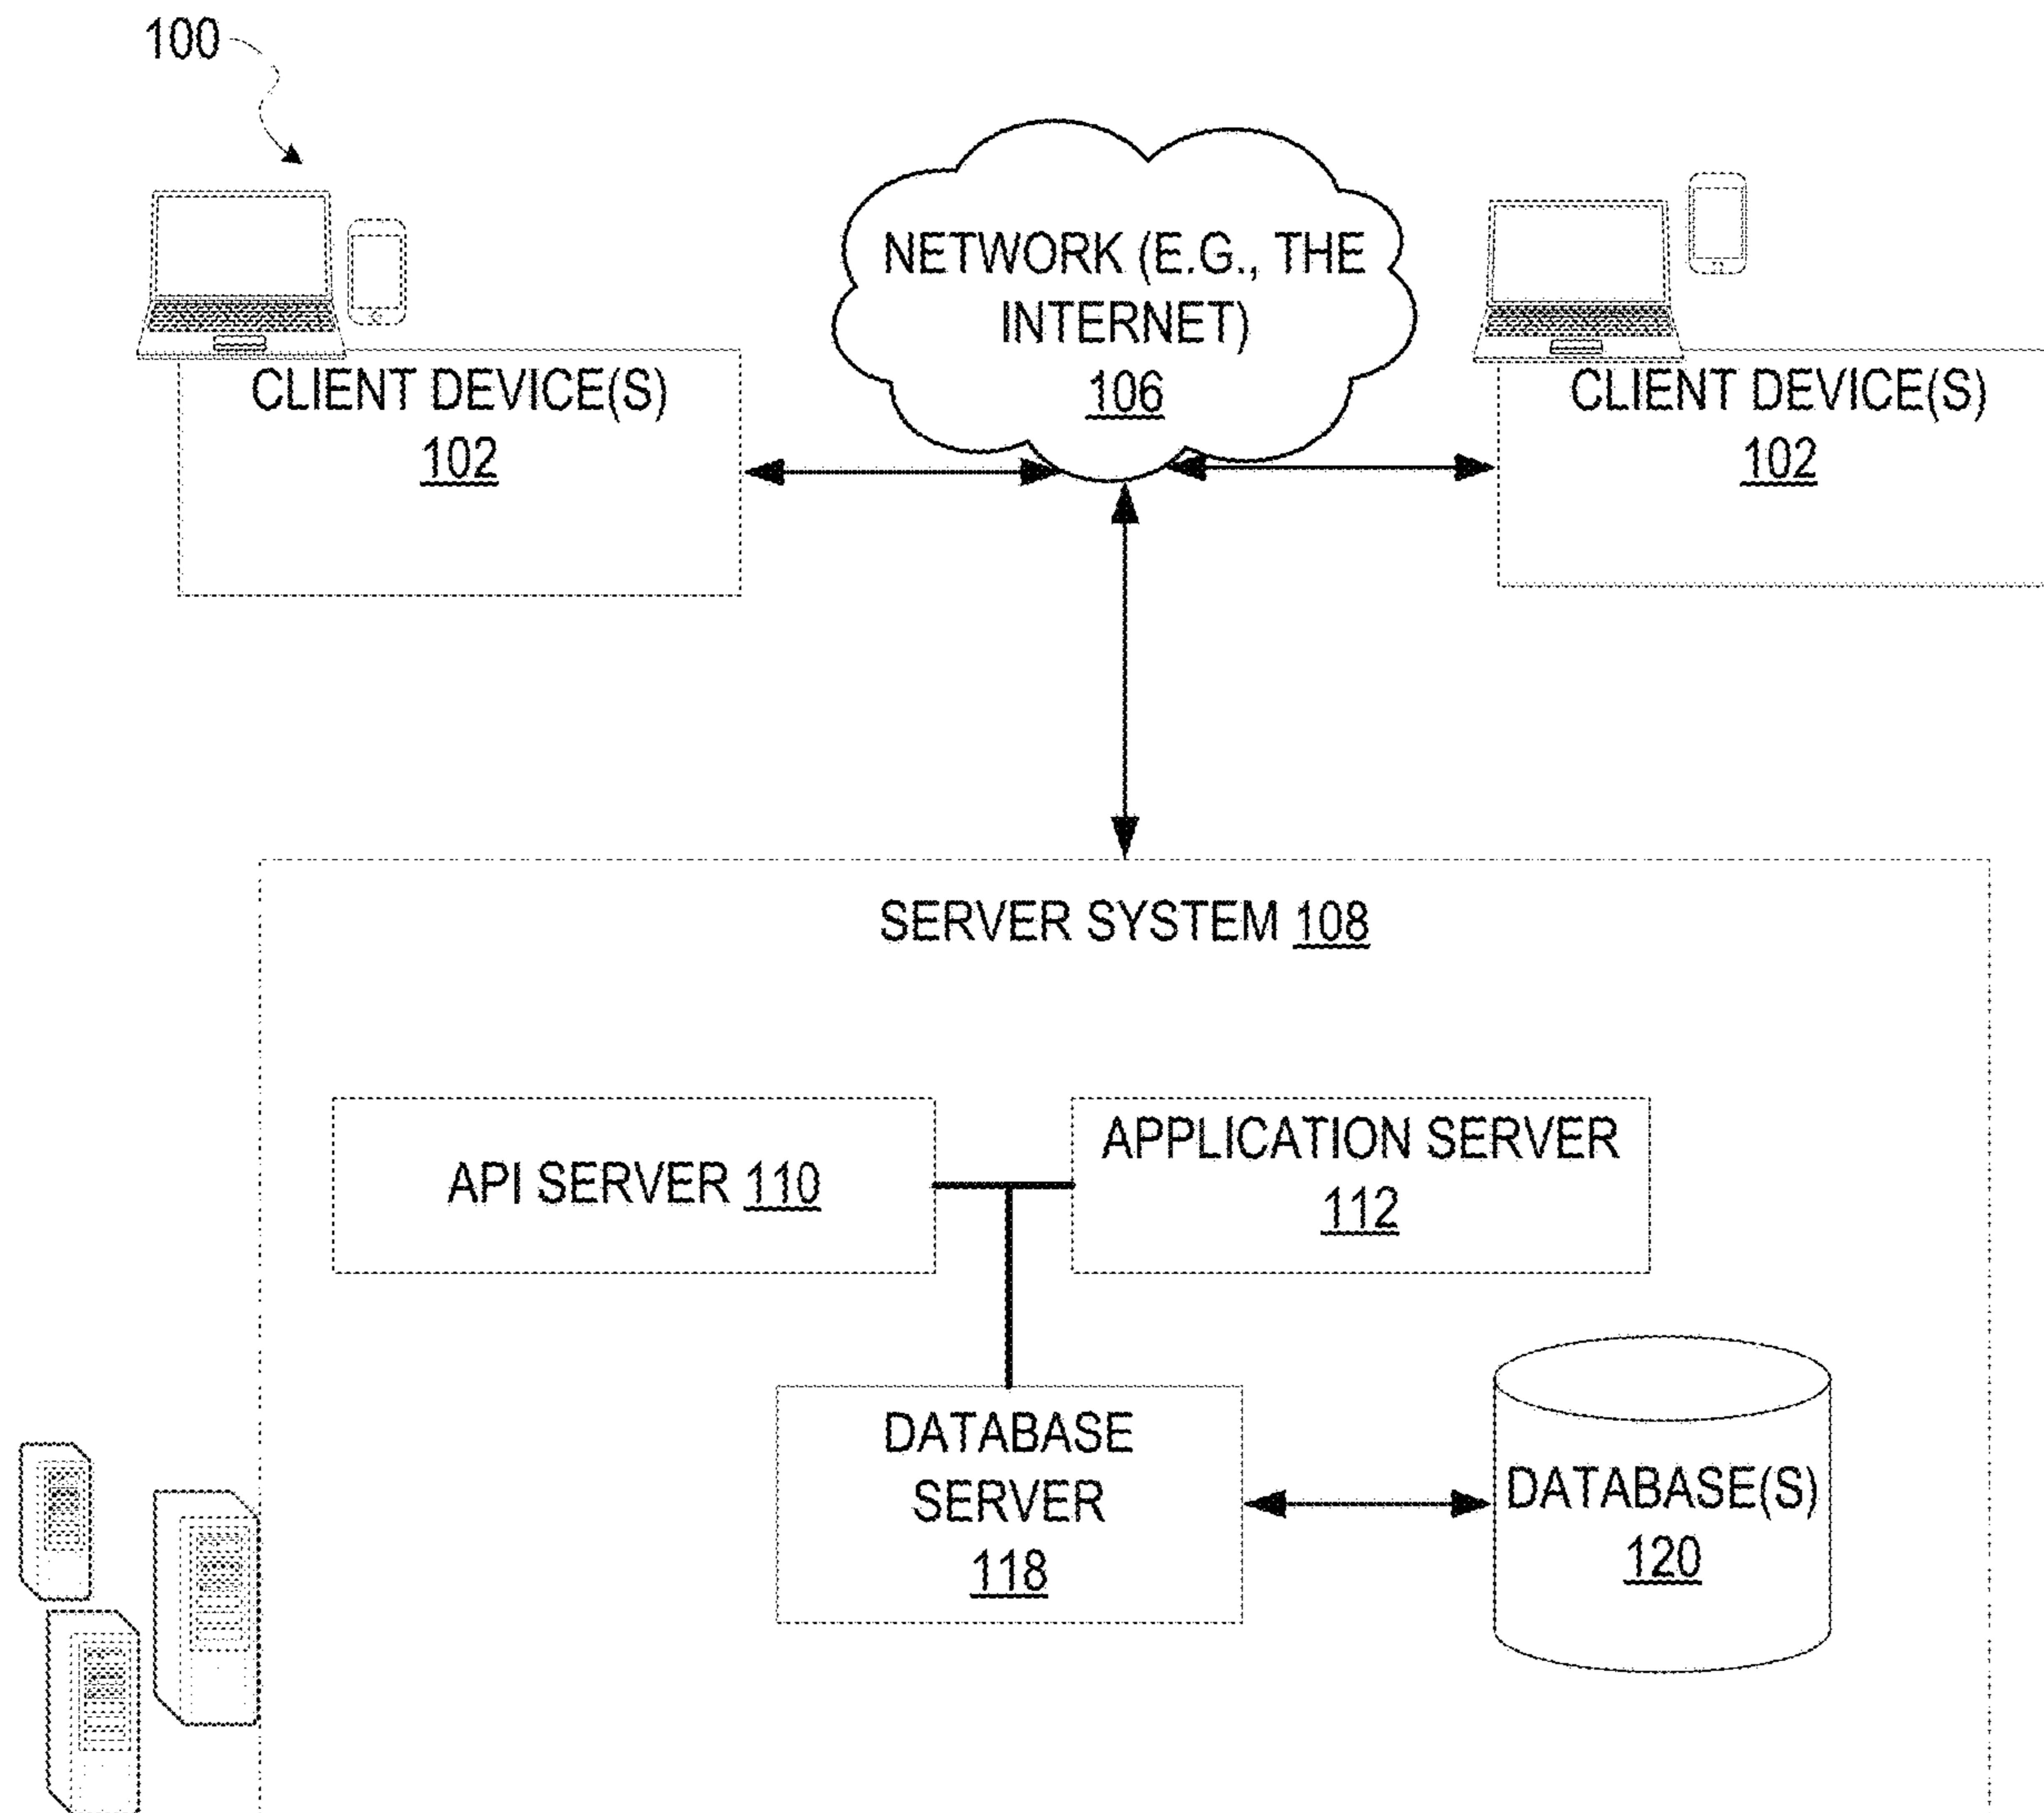 100
NETWORK (E.G., THE
INTERNET)
106
CLIENT DEVICE(S)
102
CLIENT DEVICE(S)
102
SERVER SYSTEM 108
API SERVER 110
APPLICATION SERVER
112
DATABASE
SERVER
118
DATABASE(S)
120